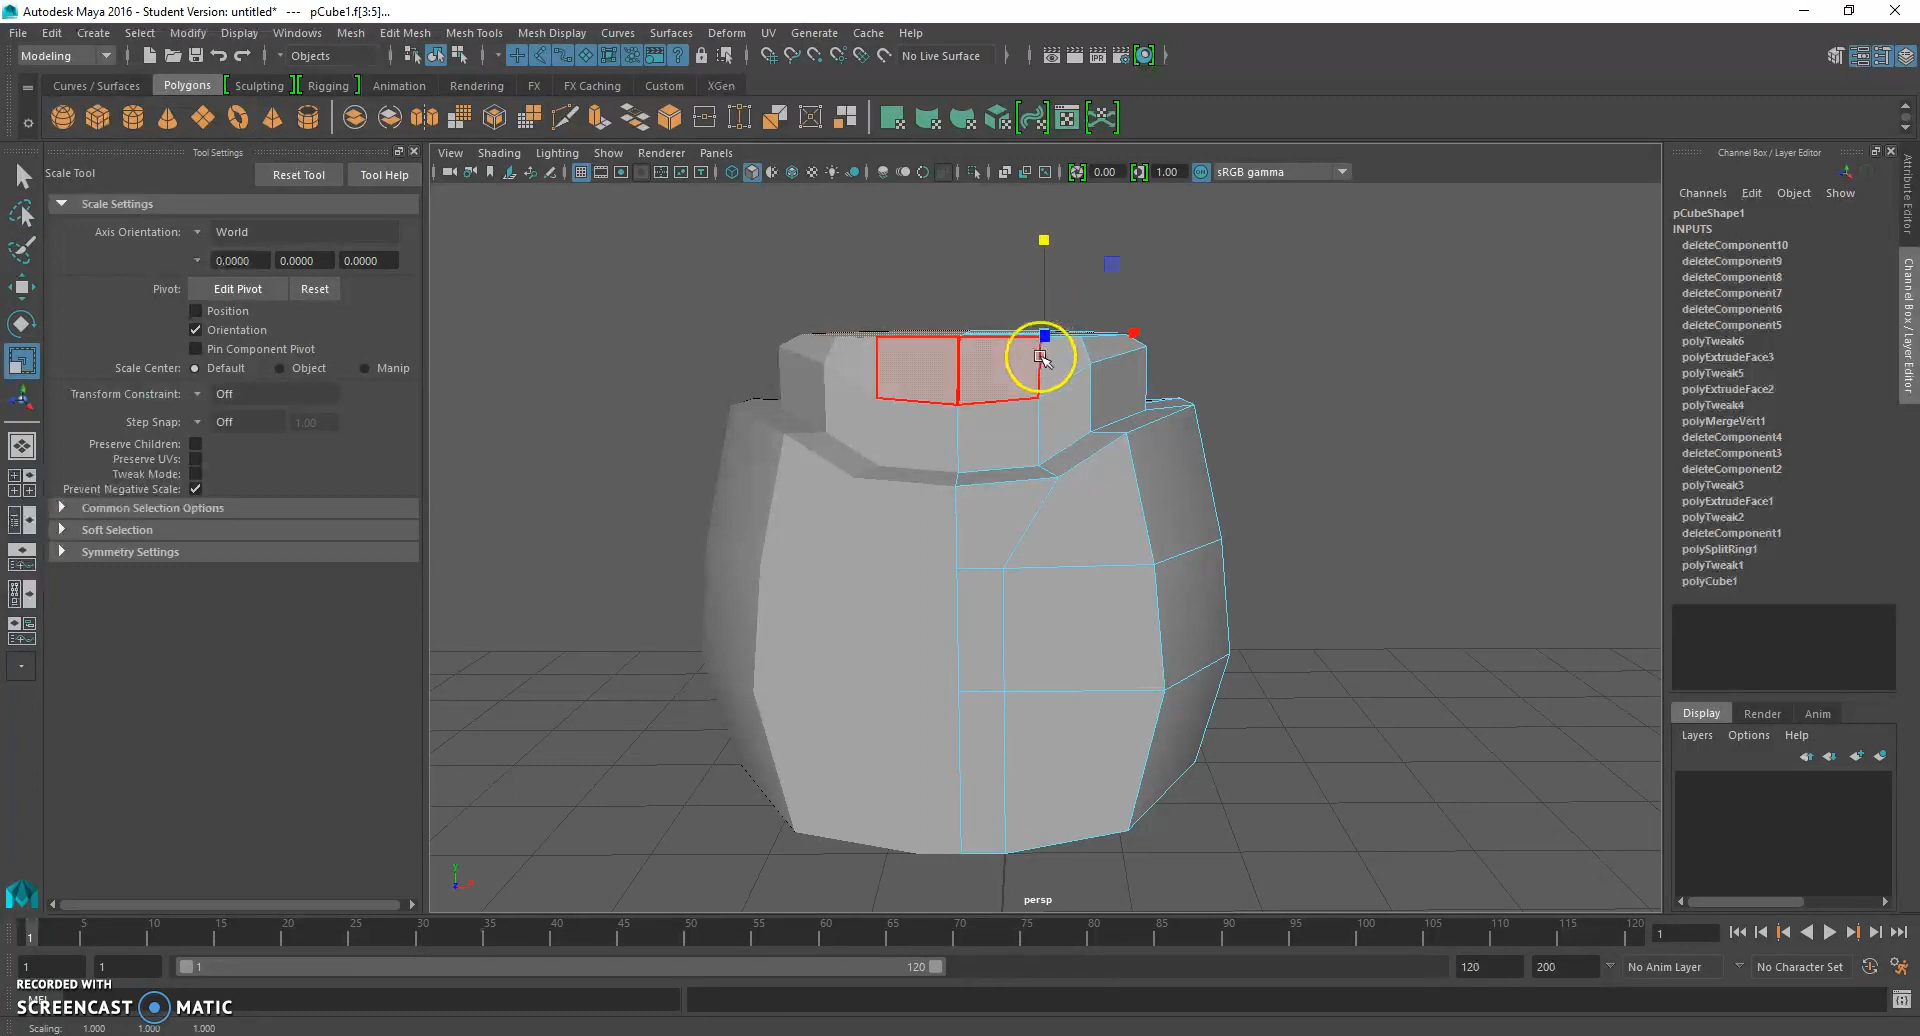 Autodesk Maya 2016 - Student Version: untitled* --- pCube1.f[3:5]...
File Edit Create Select Modify Display Windows Mesh Edit Mesh Mesh Tools Mesh Display Curves Surfaces Deform UV Generate Cache Help
Modeling Objects No Live Surface
Curves / Surfaces Polygons Sculpting Rigging Animation Rendering FX FX Caching Custom XGen
Tool Settings
Scale Tool Reset Tool Tool Help
Scale Settings
Axis Orientation: World
0.0000 0.0000 0.0000
Pivot: Edit Pivot Reset
Position
Orientation
Pin Component Pivot
Scale Center: Default Object Manip
Transform Constraint: Off
Step Snap: Off 1.00
Preserve Children:
Preserve UVs:
Tweak Mode:
Prevent Negative Scale:
Common Selection Options
Soft Selection
Symmetry Settings
View Shading Lighting Show Renderer Panels
0.00 1.00 ON sRGB gamma
IPR
y
persp
Channel Box / Layer Editor
Channels Edit Object Show
pCubeShape1
INPUTS
deleteComponent10
deleteComponent9
deleteComponent8
deleteComponent7
deleteComponent6
deleteComponent5
polyTweak6
polyExtrudeFace3
polyTweak5
polyExtrudeFace2
polyTweak4
polyMergeVert1
deleteComponent4
deleteComponent3
deleteComponent2
polyTweak3
polyExtrudeFace1
polyTweak2
deleteComponent1
polySplitRing1
polyTweak1
polyCube1
Display Render Anim
Layers Options Help
Attribute Editor
Channel Box / Layer Editor
5 10 15 20 25 30 35 40 45 50 55 60 65 70 75 80 85 90 95 100 105 110 115 120
1 1
1 1 1 120 120 200 No Anim Layer No Character Set
RECORDED WITH
SCREENCAST MATIC
MEL
Scaling: 1.000 1.000 1.000